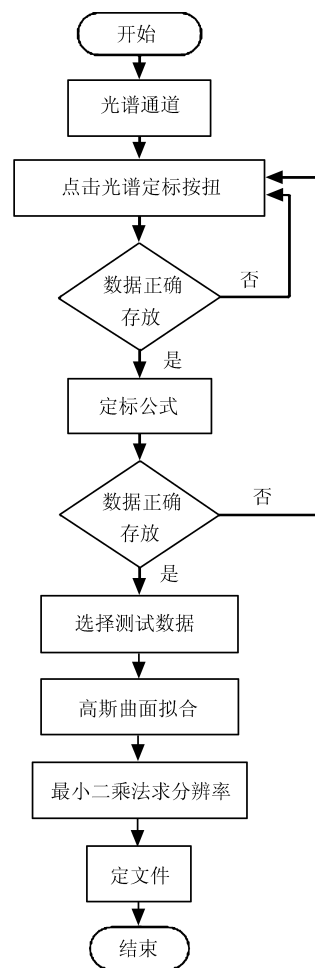 开始
光谱通道
点击光谱定标按扭
数据正确
存放
否
是
定标公式
数据正确
存放
否
是
选择测试数据
高斯曲面拟合
最小二乘法求分辨率
定文件
结束